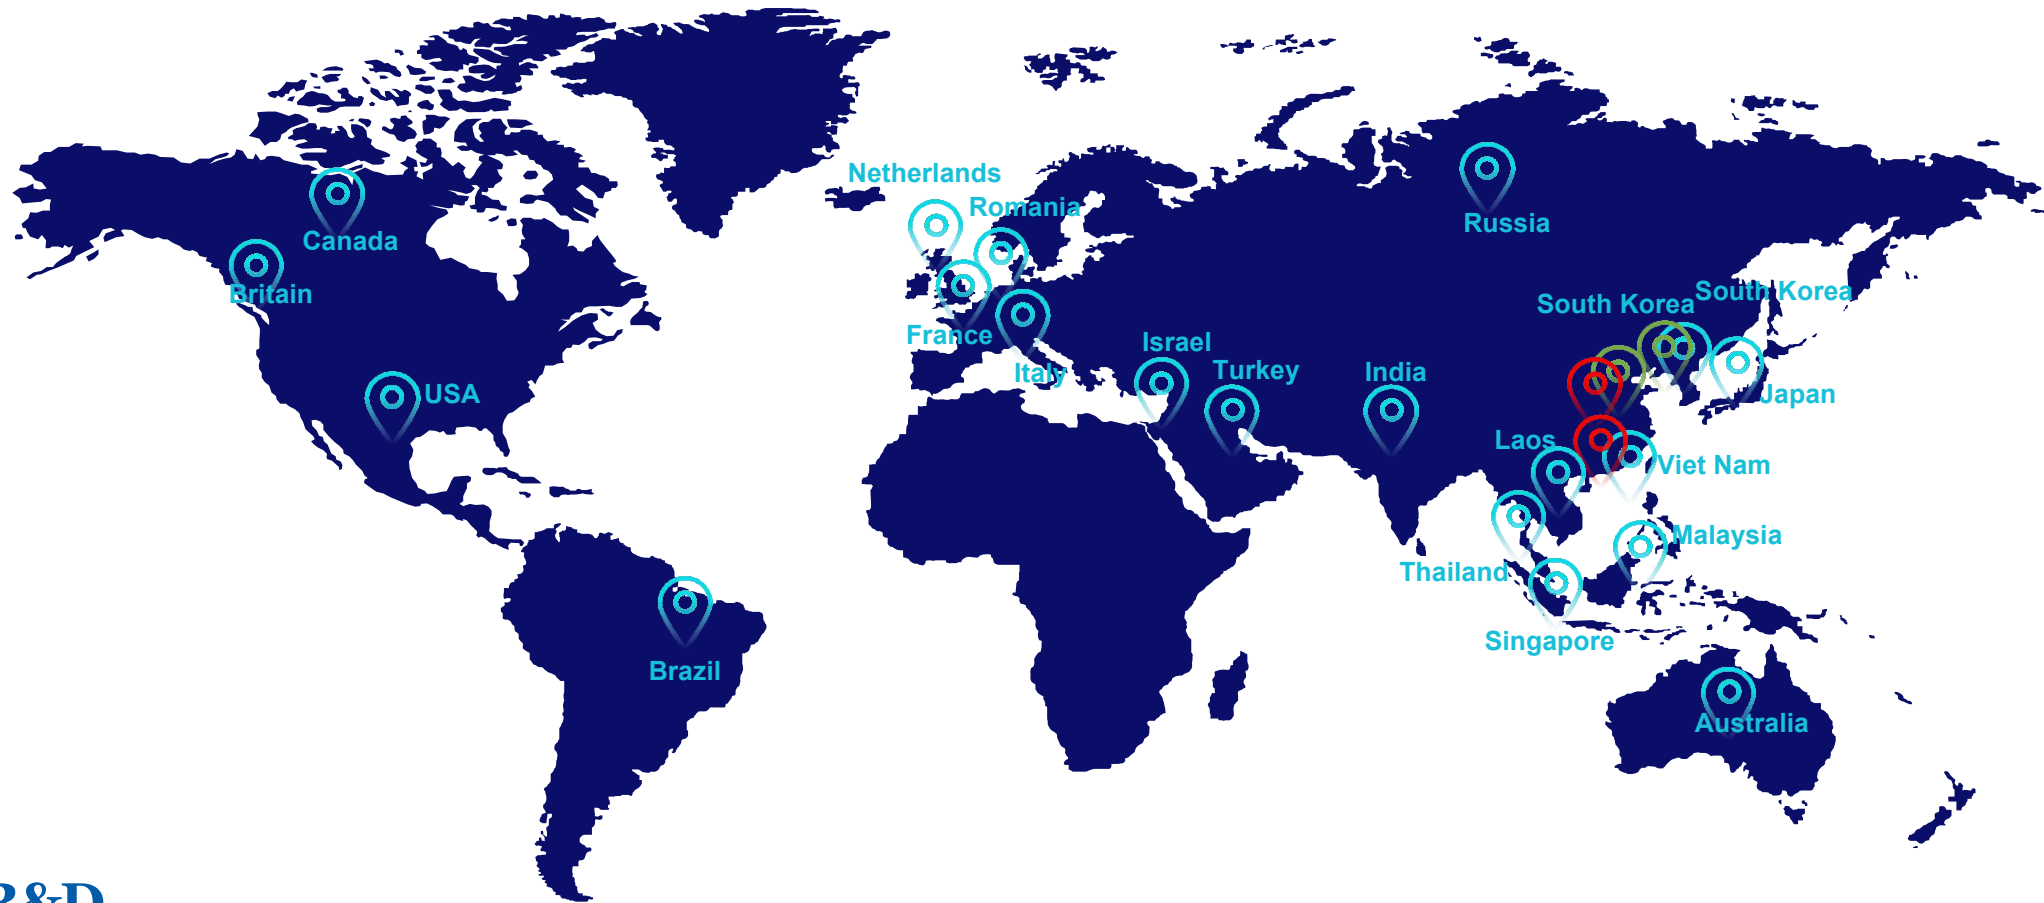 Netherlands
Romania
Russia
Canada
Britain
South Korea
South Korea
France
Israel
Italy
Turkey
India
USA
Japan
Laos
Viet Nam
Malaysia
Thailand
Singapore
Brazil
Australia
R&D